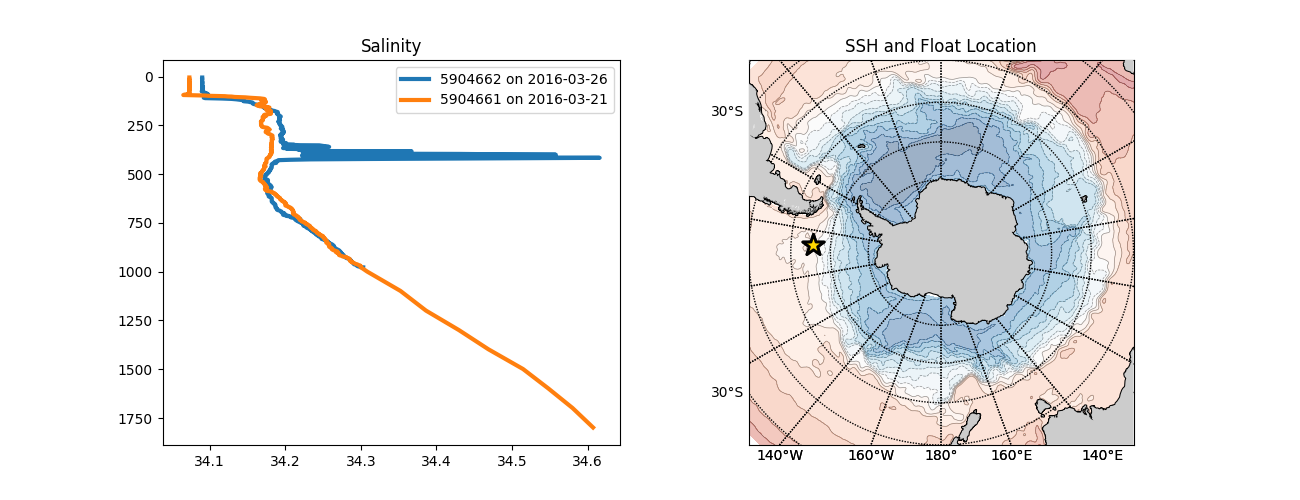 Salinity
5904662 on 2016-03-26
5904661 on 2016-03-21
0
250
500
750
1000
1250
1500
1750
34.1 34.2 34.3 34.4 34.5 34.6
SSH and Float Location
30°S
30°S
140°W 160°W 180° 160°E 140°E